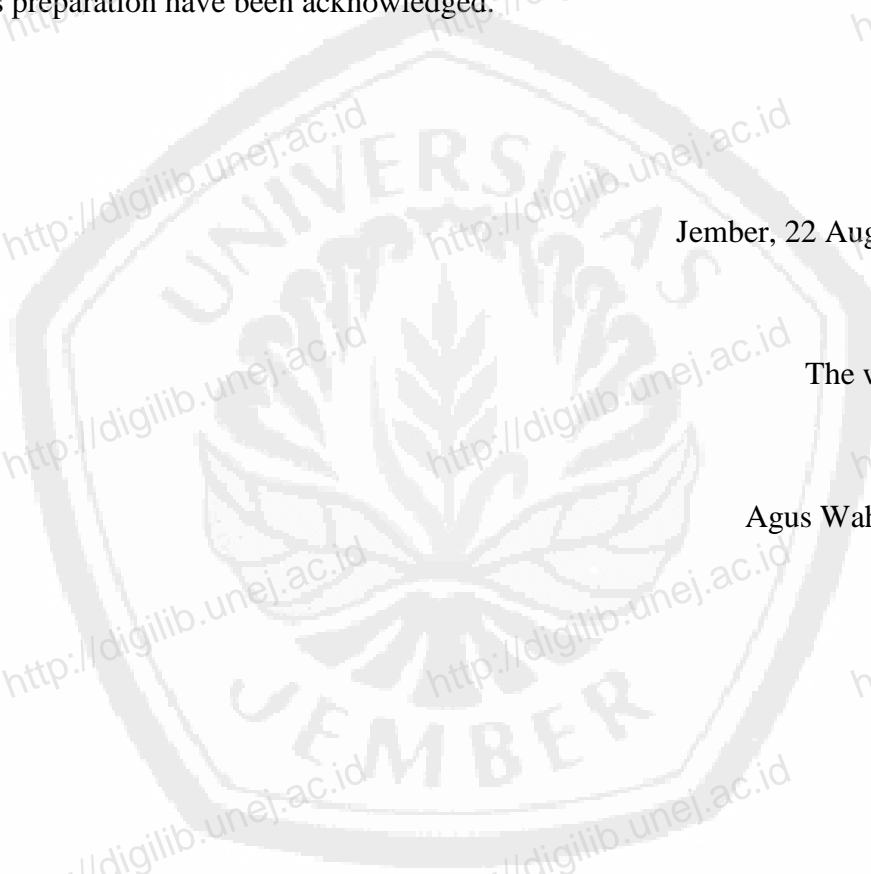 s preparation have been acknowledged.
http://digilib.unej.ac.id http://digilib.unej.ac.id
UNIVERSITAS
Jember, 22 Aug
http://digilib.unej.ac.id http://digilib.unej.ac.id
The
Agus Wah
http://digilib.unej.ac.id http://digilib.unej.ac.id
JEMBER
http://digilib.unej.ac.id http://digilib.unej.ac.id